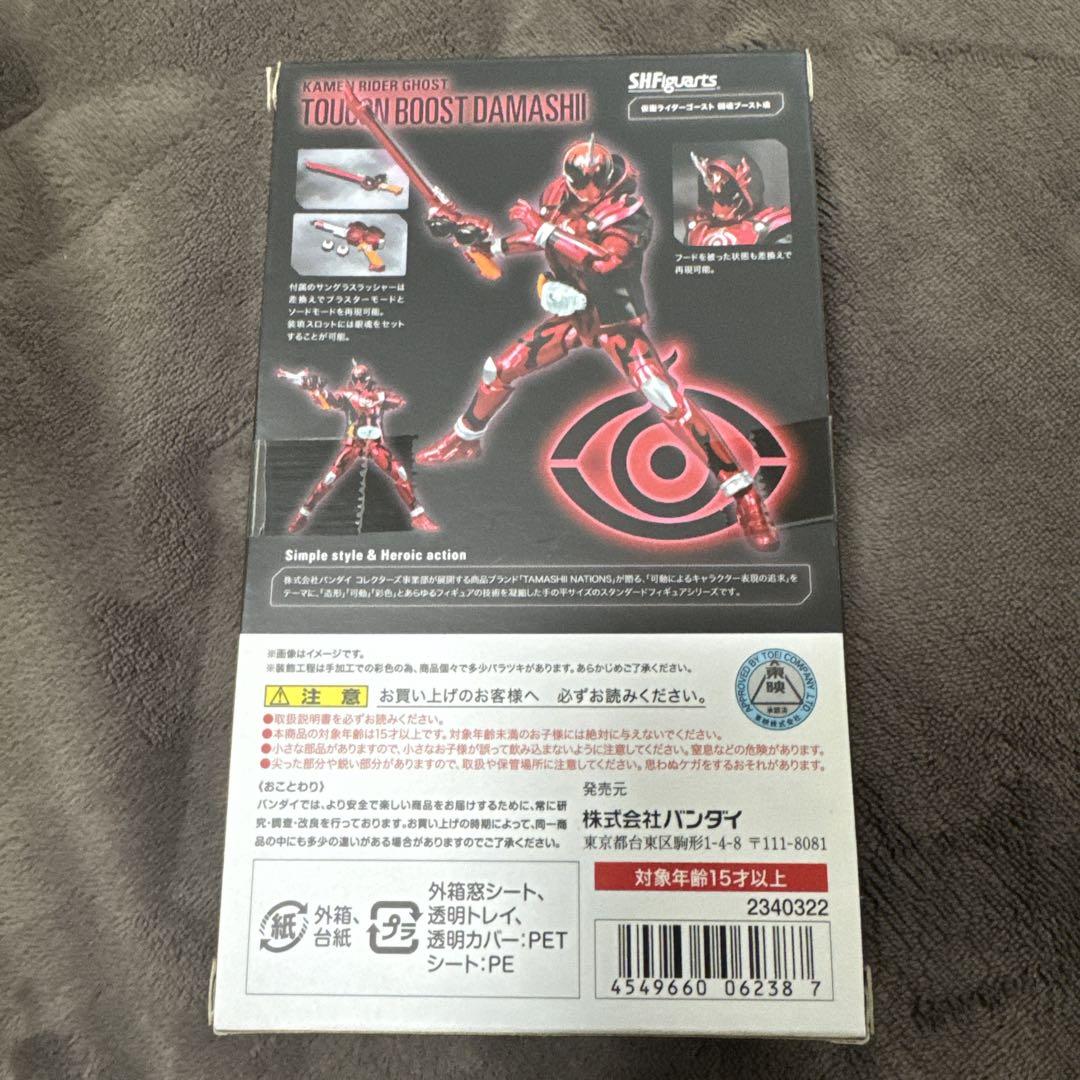 KAMEN RIDER GHOST
TOUCON BOOST DAMASHII
S.H.Figuarts
仮面ライダーゴースト 闘魂ブースト魂
付属のサングラスラッシャーは
差換えでブラスターモードと
ソードモードを再現可能。
装填スロットには眼魂をセット
することが可能。
フードを被った状態も差換えで
再現可能。
Simple style & Heroic action
株式会社バンダイ コレクターズ事業部が展開する商品ブランド「TAMASHII NATIONS」が贈る、「可動によるキャラクター表現の追求」を
テーマに、「造形」「可動」「彩色」とあらゆるフィギュアの技術を凝縮した手の平サイズのスタンダードフィギュアシリーズです。
※画像はイメージです。
※装飾工程は手加工での彩色の為、商品個々で多少バラツキがあります。あらかじめご了承ください。
注意 お買い上げのお客様へ 必ずお読みください。
●取扱説明書を必ずお読みください。
●本商品の対象年齢は15才以上です。対象年齢未満のお子様には絶対に与えないでください。
●小さな部品がありますので、小さなお子様が誤って飲み込まないように注意してください。窒息などの危険があります。
●尖った部分や鋭い部分がありますので、取扱や保管場所に注意してください。思わぬケガをするおそれがあります。
APPROVED BY TOEI COMPANY, LTD.
東映
承認済
東映株式会社
《おことわり》
バンダイでは、より安全で楽しい商品をお届けするために、常に研
究・調査・改良を行っております。お買い上げの時期によって、同一商
品の中にも多少の違いがある場合がありますのでご了承ください。
発売元
株式会社バンダイ
東京都台東区駒形1-4-8 〒111-8081
紙
外箱、
台紙
プラ
外箱窓シート、
透明トレイ、
透明カバー:PET
シート:PE
対象年齢15才以上
2340322
4549660 06238 7